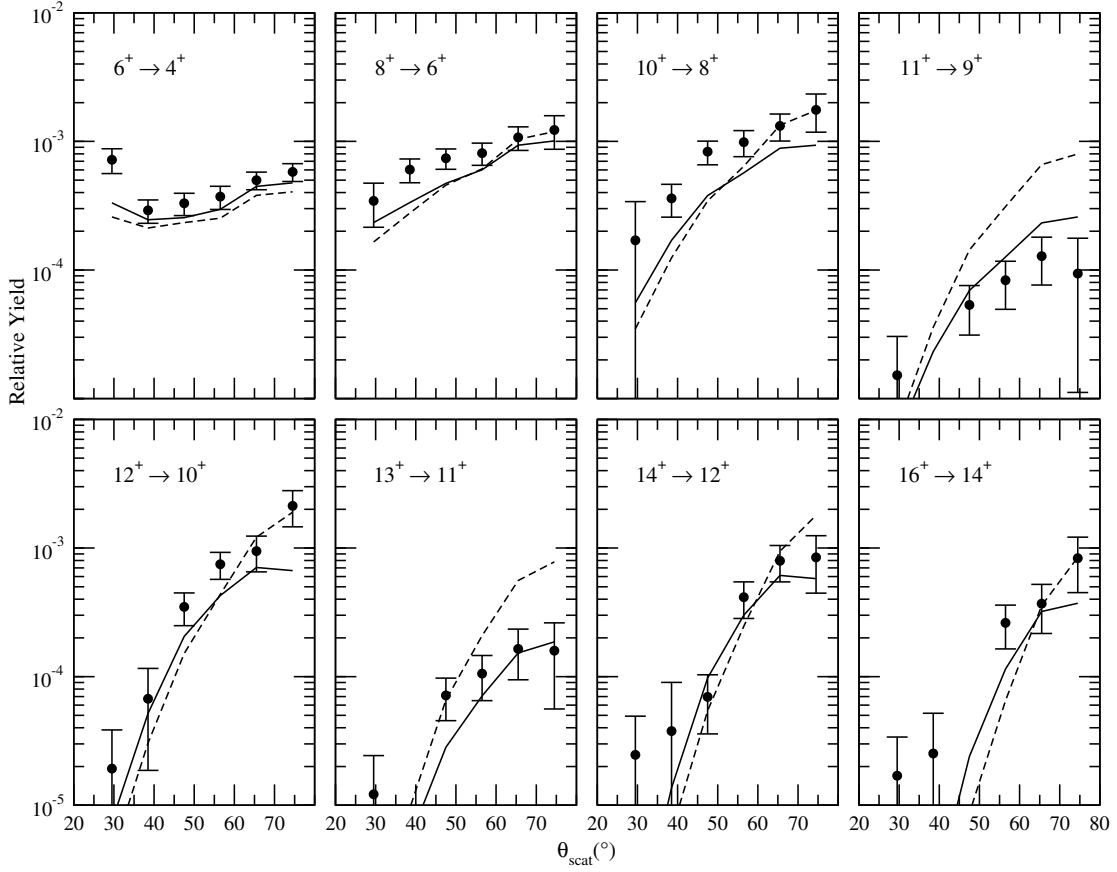 10⁻²
6⁺ → 4⁺
8⁺ → 6⁺
10⁺ → 8⁺
11⁺ → 9⁺
10⁻³
10⁻⁴
Relative Yield
10⁻²
12⁺ → 10⁺
13⁺ → 11⁺
14⁺ → 12⁺
16⁺ → 14⁺
10⁻³
10⁻⁴
10⁻⁵
20 30 40 50 60 70 20 30 40 50 60 70 20 30 40 50 60 70 20 30 40 50 60 70 80
θscat(°)